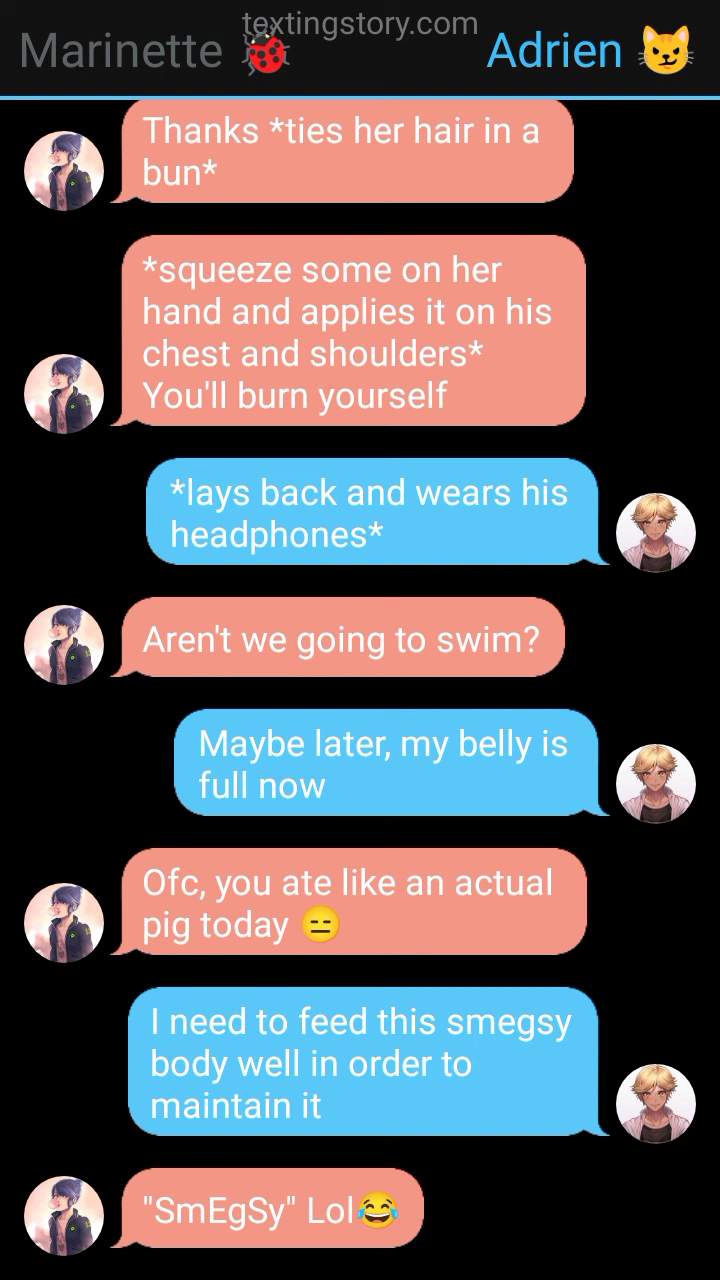 textingstory.com
Marinette 🐞 Adrien 😼
Thanks *ties her hair in a
bun*
*squeeze some on her
hand and applies it on his
chest and shoulders*
You'll burn yourself
*lays back and wears his
headphones*
Aren't we going to swim?
Maybe later, my belly is
full now
Ofc, you ate like an actual
pig today 😑
I need to feed this smegsy
body well in order to
maintain it
"SmEgSy" Lol😂